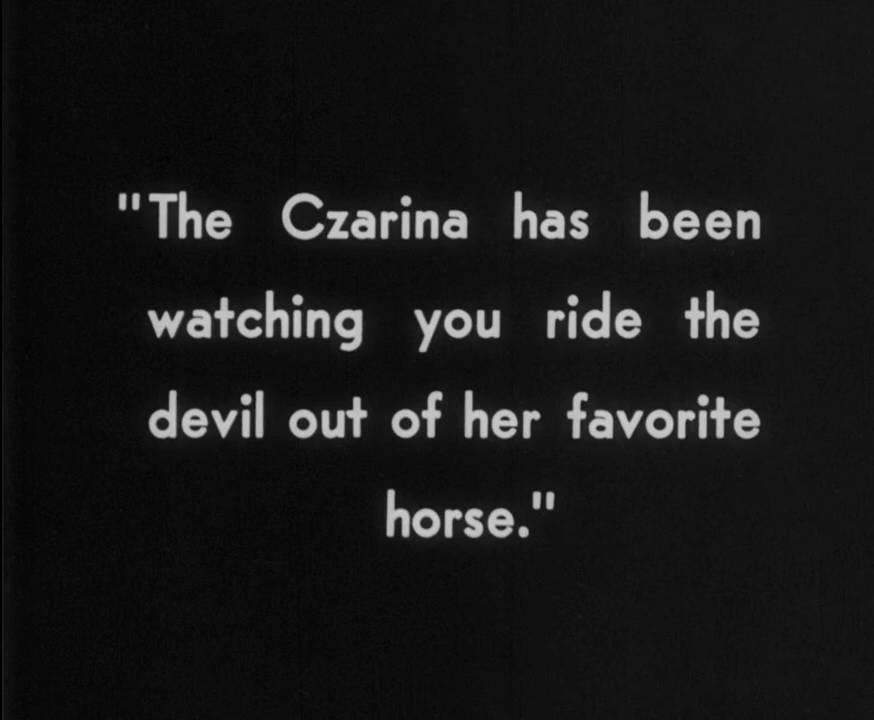 "The Czarina has been
watching you ride the
devil out of her favorite
horse."